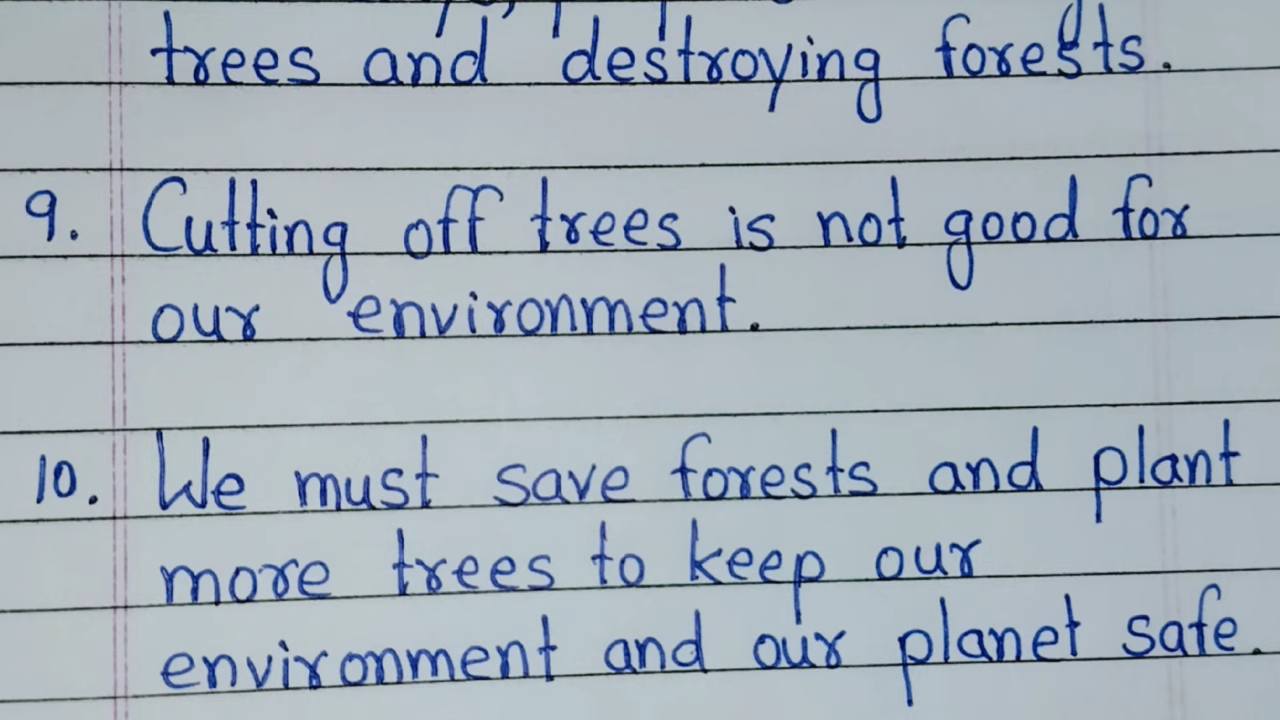 trees and destroying forests.
9. Cutting off trees is not good for
our environment.
10. We must save forests and plant
more trees to keep our
environment and our planet safe.